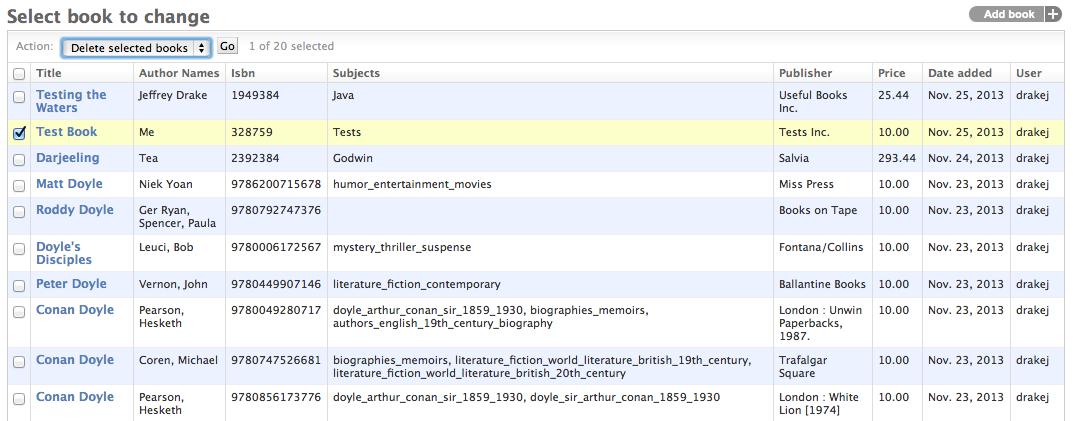 Select book to change
Add book +
Action: Delete selected books Go 1 of 20 selected
Title Author Names Isbn Subjects Publisher Price Date added User
Testing the Waters Jeffrey Drake 1949384 Java Useful Books Inc. 25.44 Nov. 25, 2013 drakej
Test Book Me 328759 Tests Tests Inc. 10.00 Nov. 25, 2013 drakej
Darjeeling Tea 2392384 Godwin Salvia 293.44 Nov. 24, 2013 drakej
Matt Doyle Niek Yoan 9786200715678 humor_entertainment_movies Miss Press 10.00 Nov. 23, 2013 drakej
Roddy Doyle Ger Ryan, Spencer, Paula 9780792747376 Books on Tape 10.00 Nov. 23, 2013 drakej
Doyle's Disciples Leuci, Bob 9780006172567 mystery_thriller_suspense Fontana/Collins 10.00 Nov. 23, 2013 drakej
Peter Doyle Vernon, John 9780449907146 literature_fiction_contemporary Ballantine Books 10.00 Nov. 23, 2013 drakej
Conan Doyle Pearson, Hesketh 9780049280717 doyle_arthur_conan_sir_1859_1930, biographies_memoirs, authors_english_19th_century_biography London : Unwin Paperbacks, 1987. 10.00 Nov. 23, 2013 drakej
Conan Doyle Coren, Michael 9780747526681 biographies_memoirs, literature_fiction_world_literature_british_19th_century, literature_fiction_world_literature_british_20th_century Trafalgar Square 10.00 Nov. 23, 2013 drakej
Conan Doyle Pearson, Hesketh 9780856173776 doyle_arthur_conan_sir_1859_1930, doyle_sir_arthur_conan_1859_1930 London : White Lion [1974] 10.00 Nov. 23, 2013 drakej